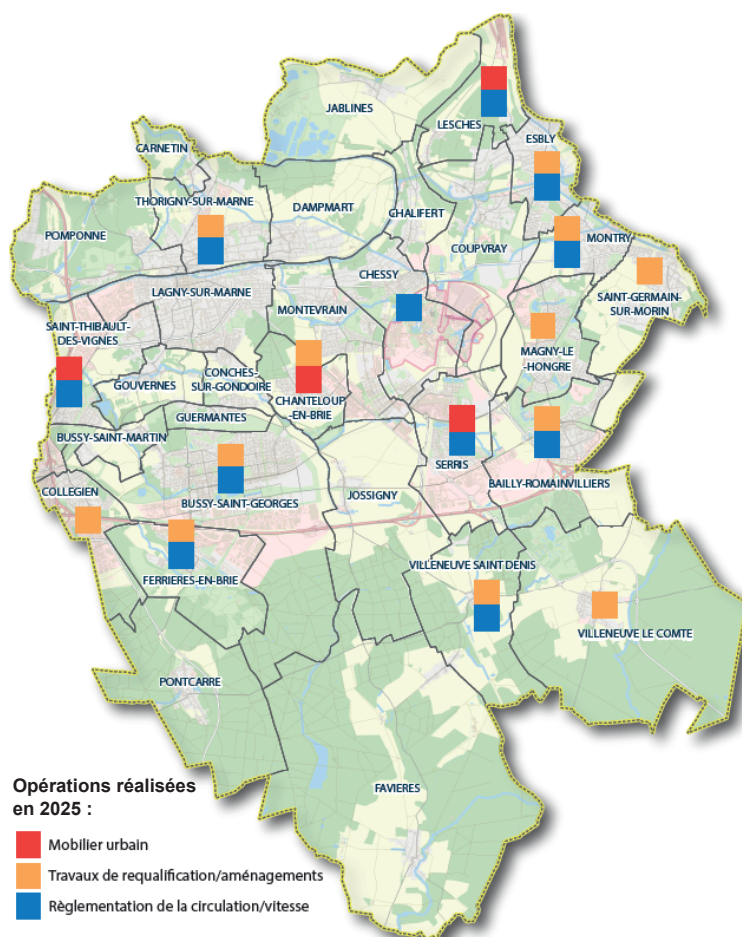 JABLINES
LESCHES
ESBLY
CARNETIN
THORIGNY-SUR-MARNE
DAMPMART
CHALIFERT
POMPONNE
COUPVRAY
MONTRY
CHESSY
LAGNY-SUR-MARNE
MONTEVRAIN
SAINT-GERMAIN-
SUR-MORIN
SAINT-THIBAULT-
DES-VIGNES
MAGNY-LE
-HONGRE
GOUVERNES
CONCHES-
SUR-GONDOIRE
CHANTELOUP
-EN-BRIE
GUERMANTES
BUSSY-SAINT-MARTIN
SERRIS
BAILLY-ROMAINVILLIERS
COLLEGIEN
BUSSY-SAINT-GEORGES
JOSSIGNY
FERRIERES-EN-BRIE
VILLENEUVE SAINT DENIS
VILLENEUVE LE COMTE
PONTCARRE
FAVIERES
Opérations réalisées
en 2025 :
Mobilier urbain
Travaux de requalification/aménagements
Règlementation de la circulation/vitesse